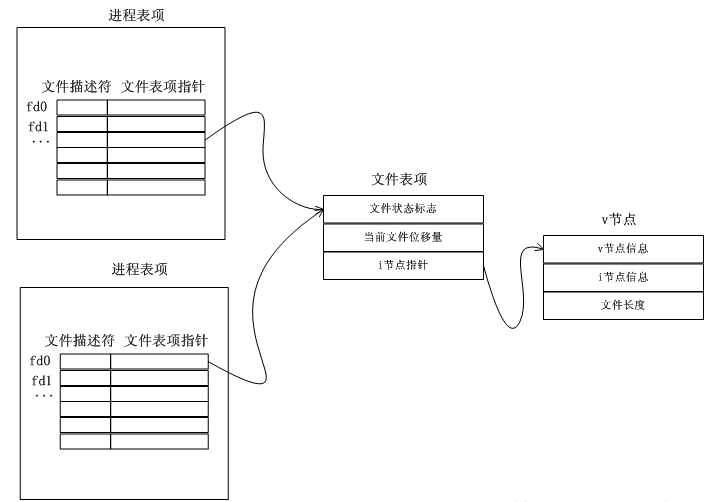 进程表项
文件描述符 文件表项指针
fd0
fd1
...
文件表项
文件状态标志
当前文件位移量
i节点指针
v节点
v节点信息
i节点信息
文件长度
进程表项
文件描述符 文件表项指针
fd0
fd1
...